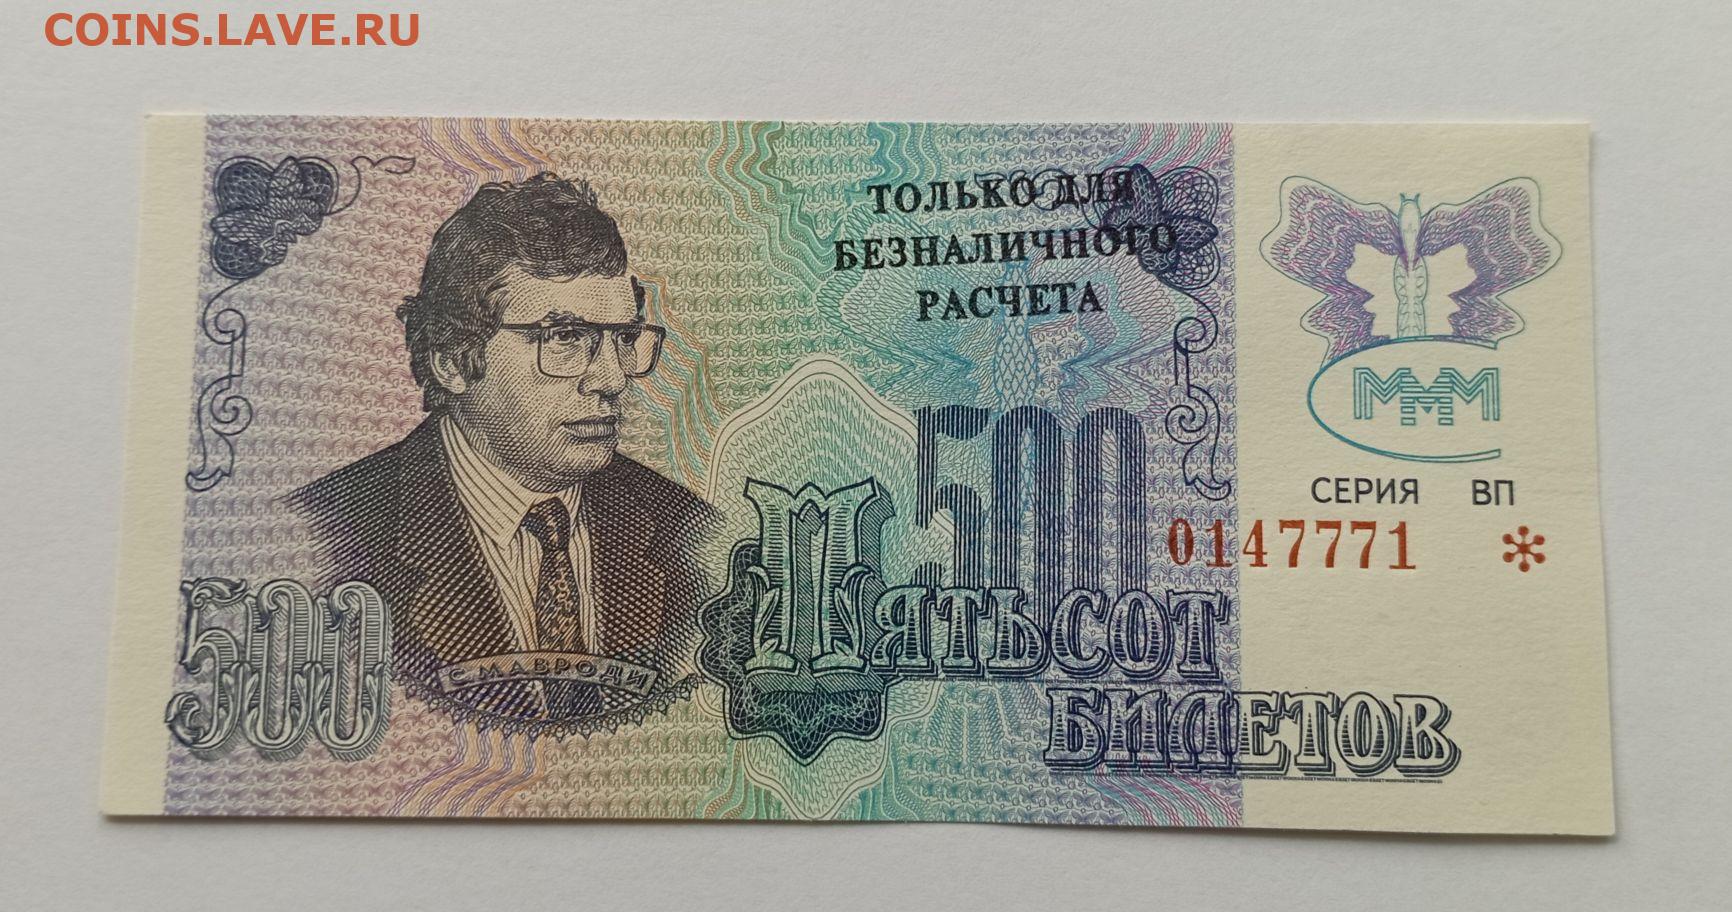 COINS.LAVE.RU
ТОЛЬКО ДЛЯ
БЕЗНАЛИЧНОГО
РАСЧЕТА
МММ
500
СЕРИЯ ВП
0147771 *
500
С. МАВРОДИ
ПЯТЬСОТ
БИЛЕТОВ